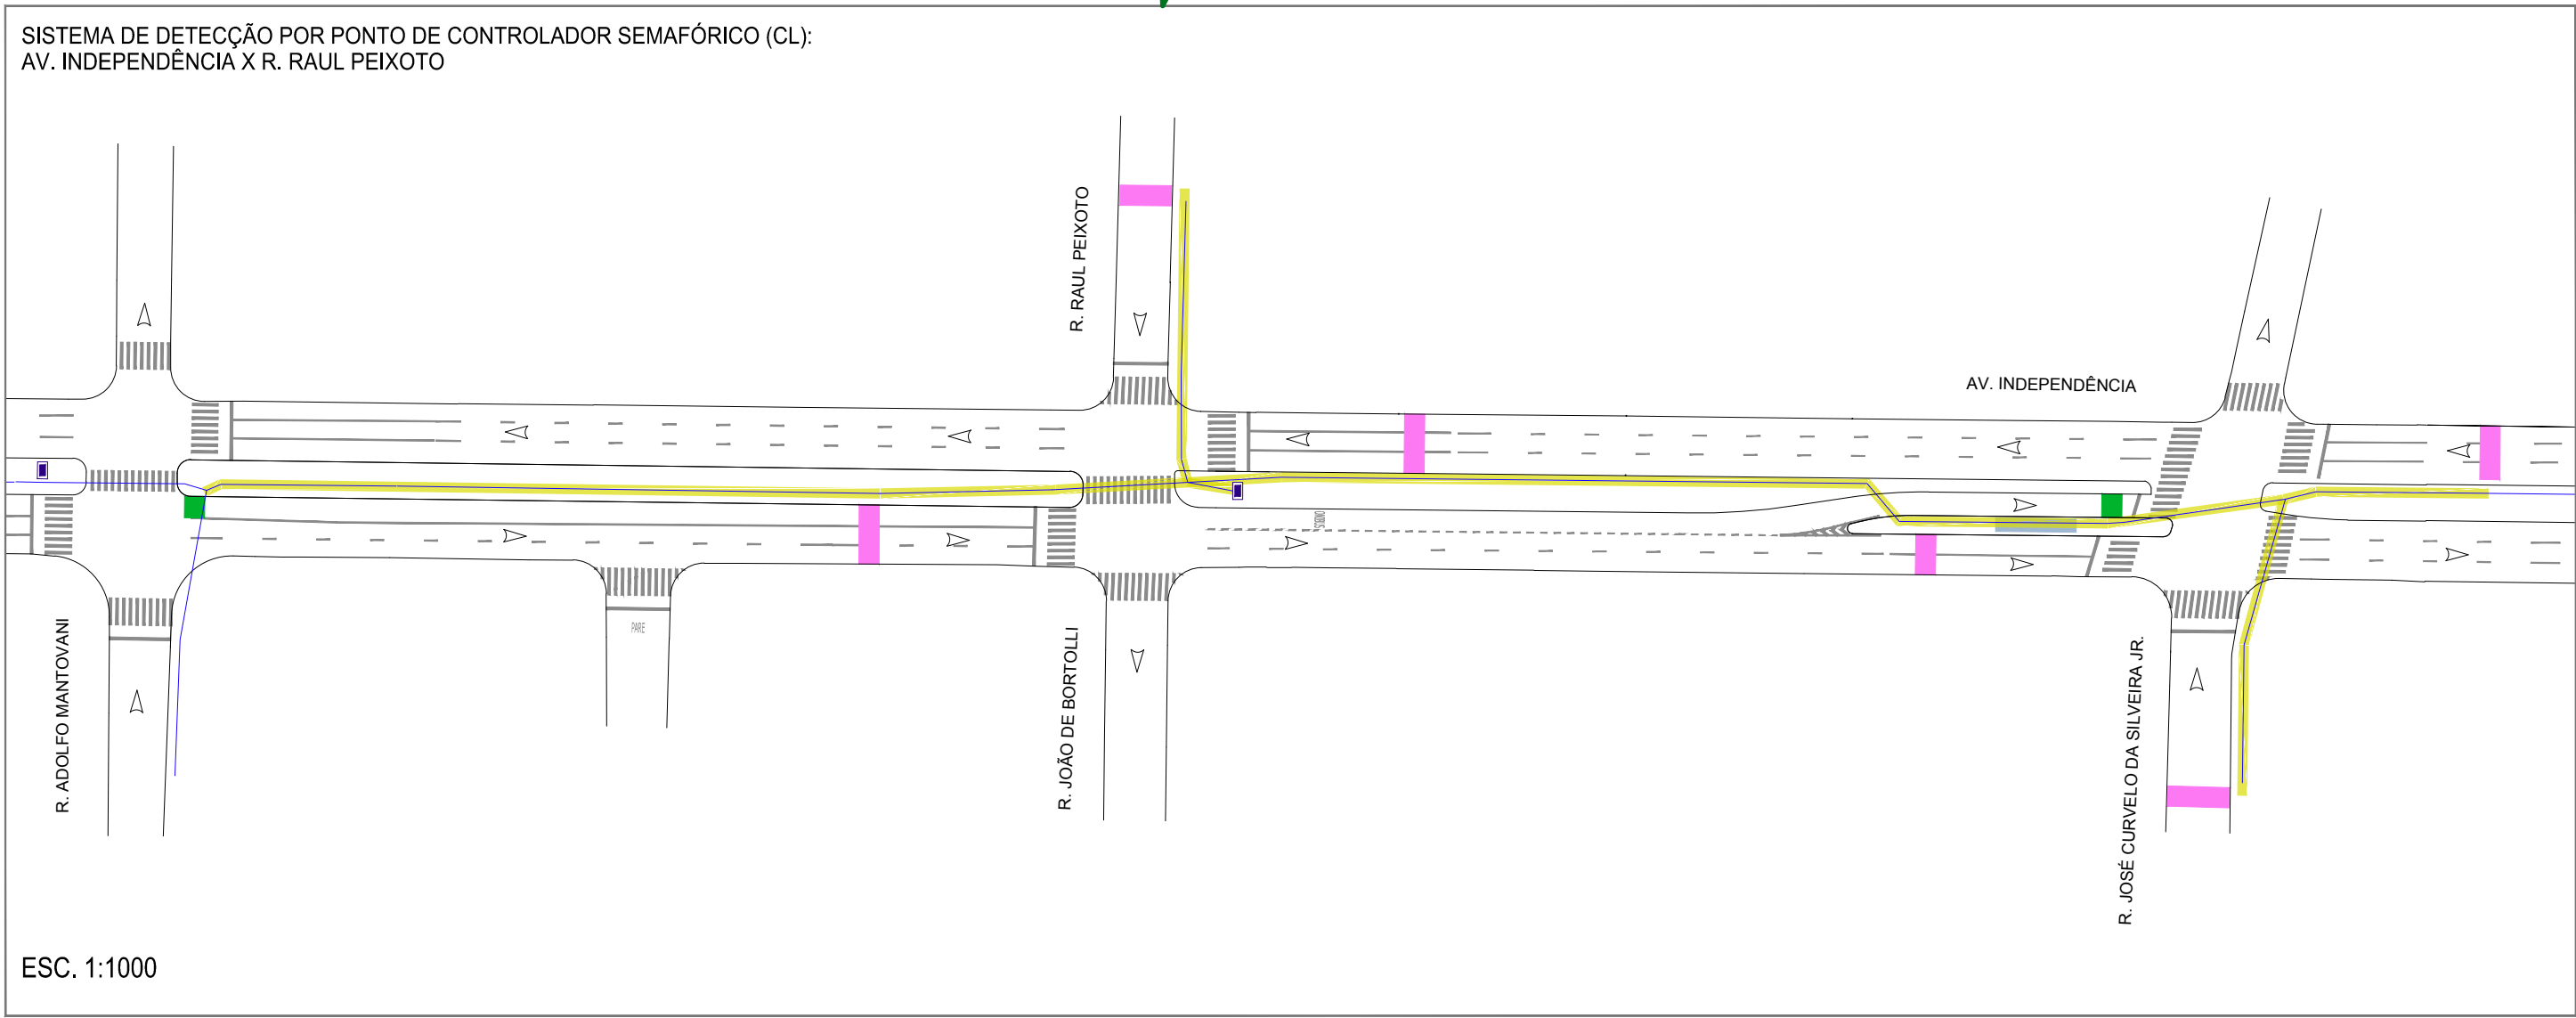 SISTEMA DE DETECÇÃO POR PONTO DE CONTROLADOR SEMAFÓRICO (CL):
AV. INDEPENDÊNCIA X R. RAUL PEIXOTO
R. RAUL PEIXOTO
AV. INDEPENDÊNCIA
ÔNIBUS
PARE
R. ADOLFO MANTOVANI
R. JOÃO DE BORTOLLI
R. JOSÉ CURVELO DA SILVEIRA JR.
ESC. 1:1000